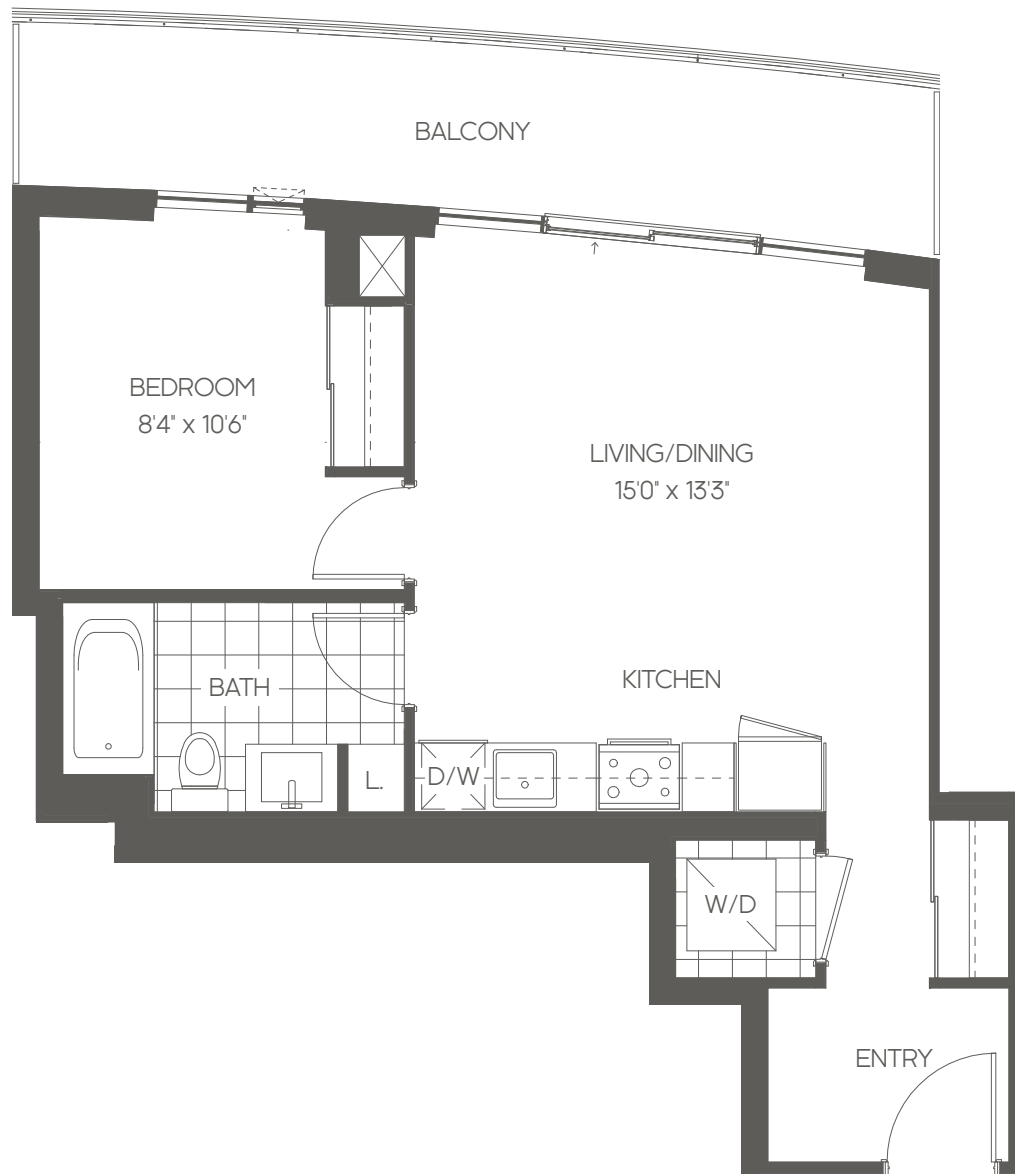 BALCONY
BEDROOM
8'4" x 10'6"
LIVING/DINING
15'0" x 13'3"
KITCHEN
BATH
L.
D/W
W/D
ENTRY